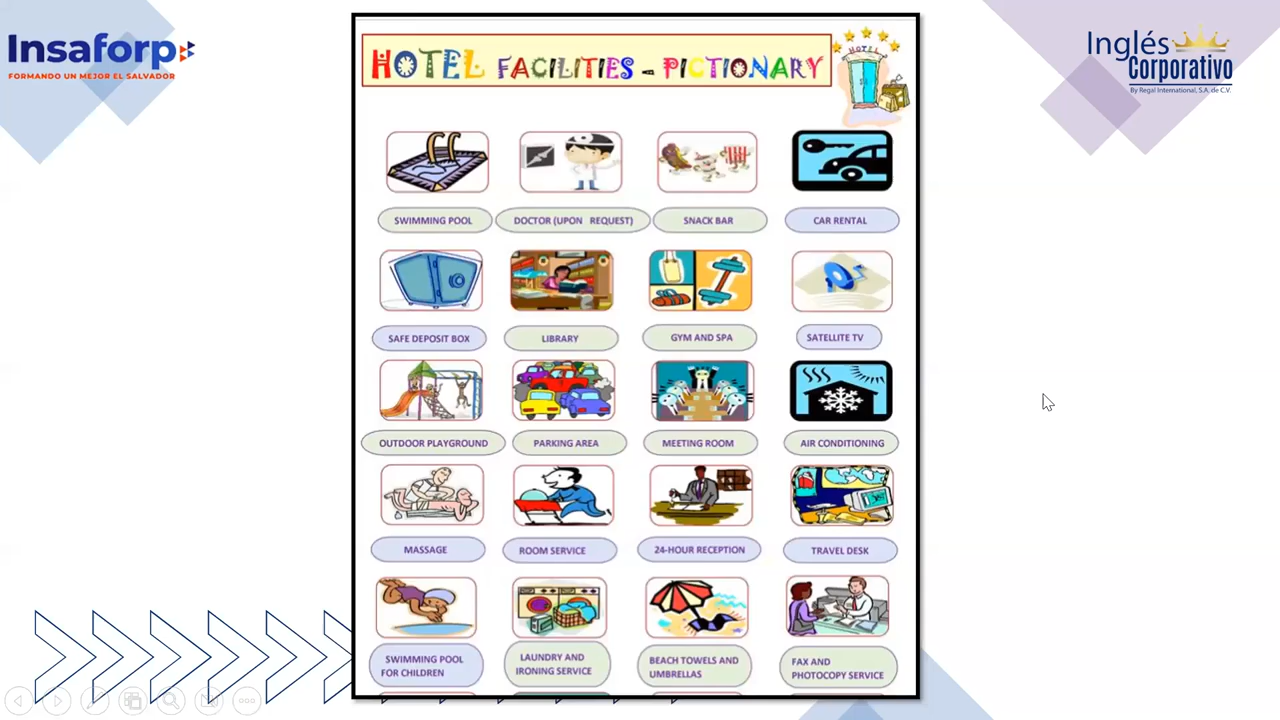 Insaforp
FORMANDO UN MEJOR EL SALVADOR
Inglés
Corporativo
By Regal International, S.A. de C.V.
HOTEL FACILITIES - PICTIONARY
HOTEL
SWIMMING POOL
DOCTOR (UPON REQUEST)
SNACK BAR
CAR RENTAL
SAFE DEPOSIT BOX
LIBRARY
GYM AND SPA
SATELLITE TV
OUTDOOR PLAYGROUND
PARKING AREA
MEETING ROOM
AIR CONDITIONING
MASSAGE
ROOM SERVICE
24-HOUR RECEPTION
TRAVEL DESK
SWIMMING POOL
FOR CHILDREN
LAUNDRY AND
IRONING SERVICE
BEACH TOWELS AND
UMBRELLAS
FAX AND
PHOTOCOPY SERVICE